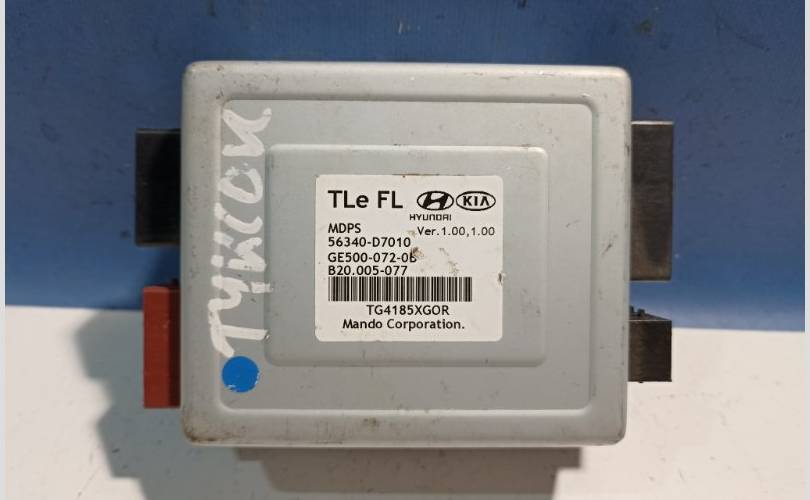 Туксон
TLe FL HYUNDAI KIA
MDPS Ver.1.00,1.00
56340-D7010
GE500-072-0B
B20.005-077
TG4185XGOR
Mando Corporation.